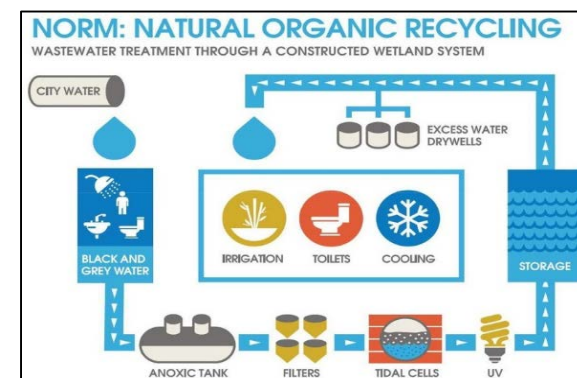 NORM: NATURAL ORGANIC RECYCLING
WASTEWATER TREATMENT THROUGH A CONSTRUCTED WETLAND SYSTEM
CITY WATER
EXCESS WATER
DRYWELLS
BLACK AND
GREY WATER
IRRIGATION
TOILETS
COOLING
STORAGE
ANOXIC TANK
FILTERS
TIDAL CELLS
UV